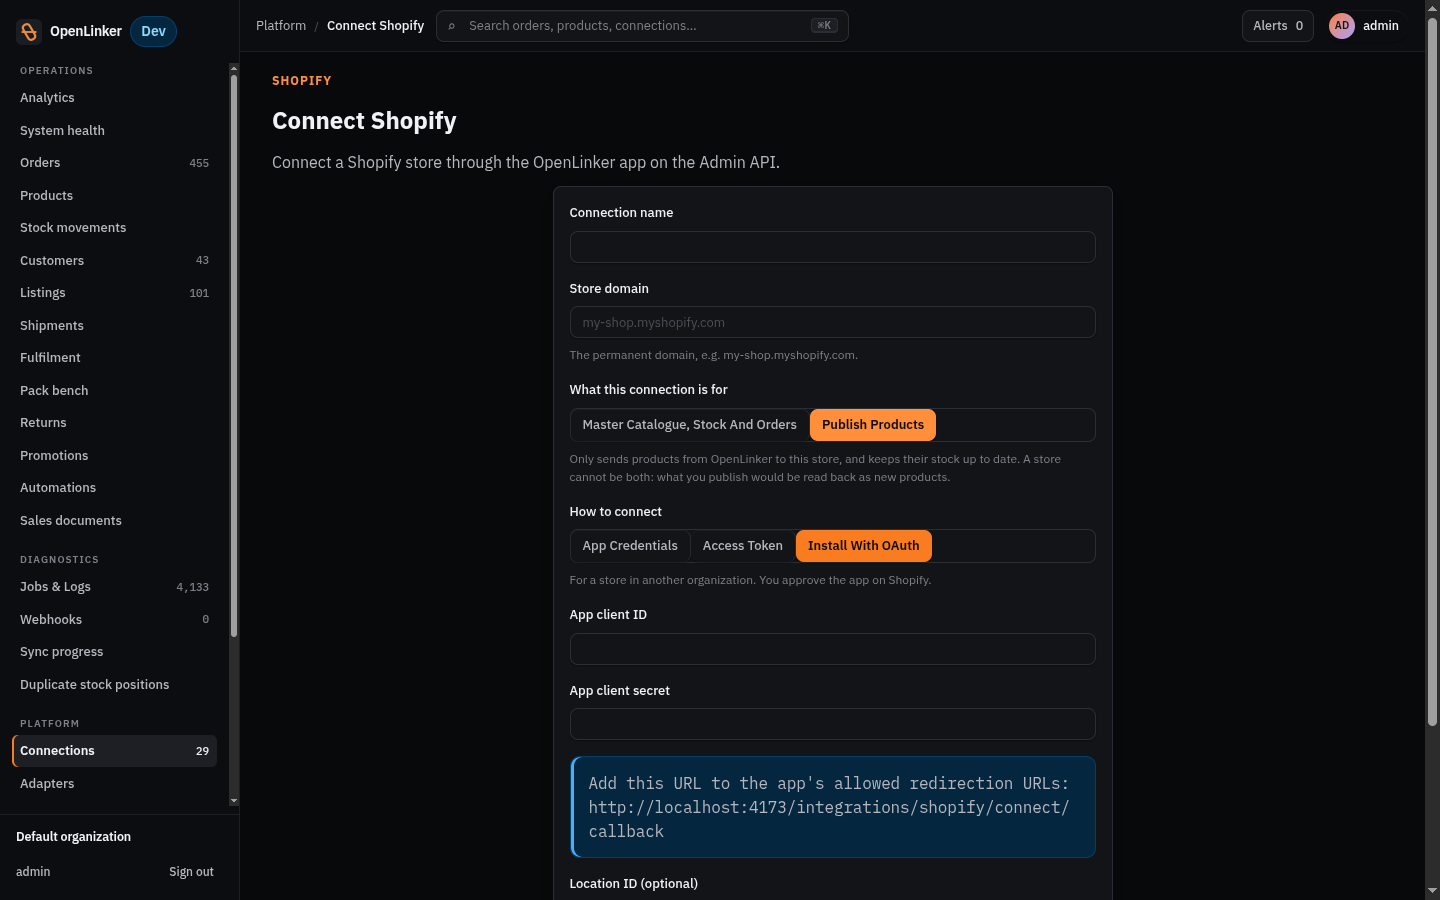 OpenLinker Dev
Platform / Connect Shopify
Search orders, products, connections... ⌘K
Alerts 0
AD admin
OPERATIONS
Analytics
System health
Orders 455
Products
Stock movements
Customers 43
Listings 101
Shipments
Fulfilment
Pack bench
Returns
Promotions
Automations
Sales documents
DIAGNOSTICS
Jobs & Logs 4,133
Webhooks 0
Sync progress
Duplicate stock positions
PLATFORM
Connections 29
Adapters
Default organization
admin Sign out
SHOPIFY
Connect Shopify
Connect a Shopify store through the OpenLinker app on the Admin API.
Connection name
Store domain
my-shop.myshopify.com
The permanent domain, e.g. my-shop.myshopify.com.
What this connection is for
Master Catalogue, Stock And Orders Publish Products
Only sends products from OpenLinker to this store, and keeps their stock up to date. A store
cannot be both: what you publish would be read back as new products.
How to connect
App Credentials Access Token Install With OAuth
For a store in another organization. You approve the app on Shopify.
App client ID
App client secret
Add this URL to the app's allowed redirection URLs:
http://localhost:4173/integrations/shopify/connect/
callback
Location ID (optional)